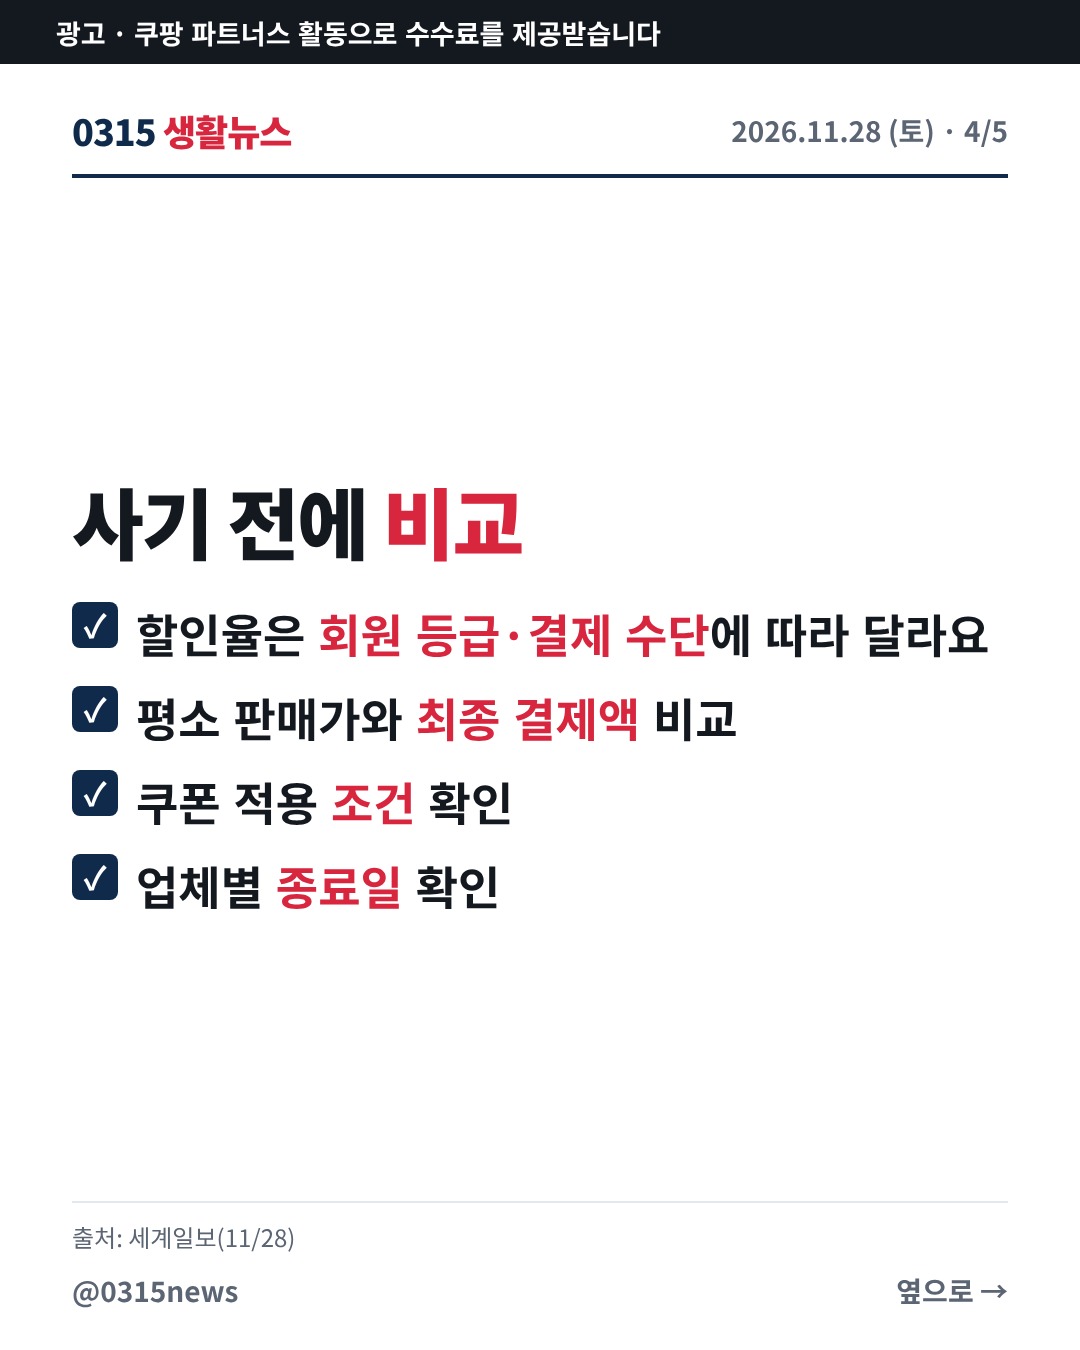 광고 · 쿠팡 파트너스 활동으로 수수료를 제공받습니다
0315 생활뉴스
2026.11.28 (토) · 4/5
사기 전에 비교
✓ 할인율은 회원 등급·결제 수단에 따라 달라요
✓ 평소 판매가와 최종 결제액 비교
✓ 쿠폰 적용 조건 확인
✓ 업체별 종료일 확인
출처: 세계일보(11/28)
@0315news
옆으로 →